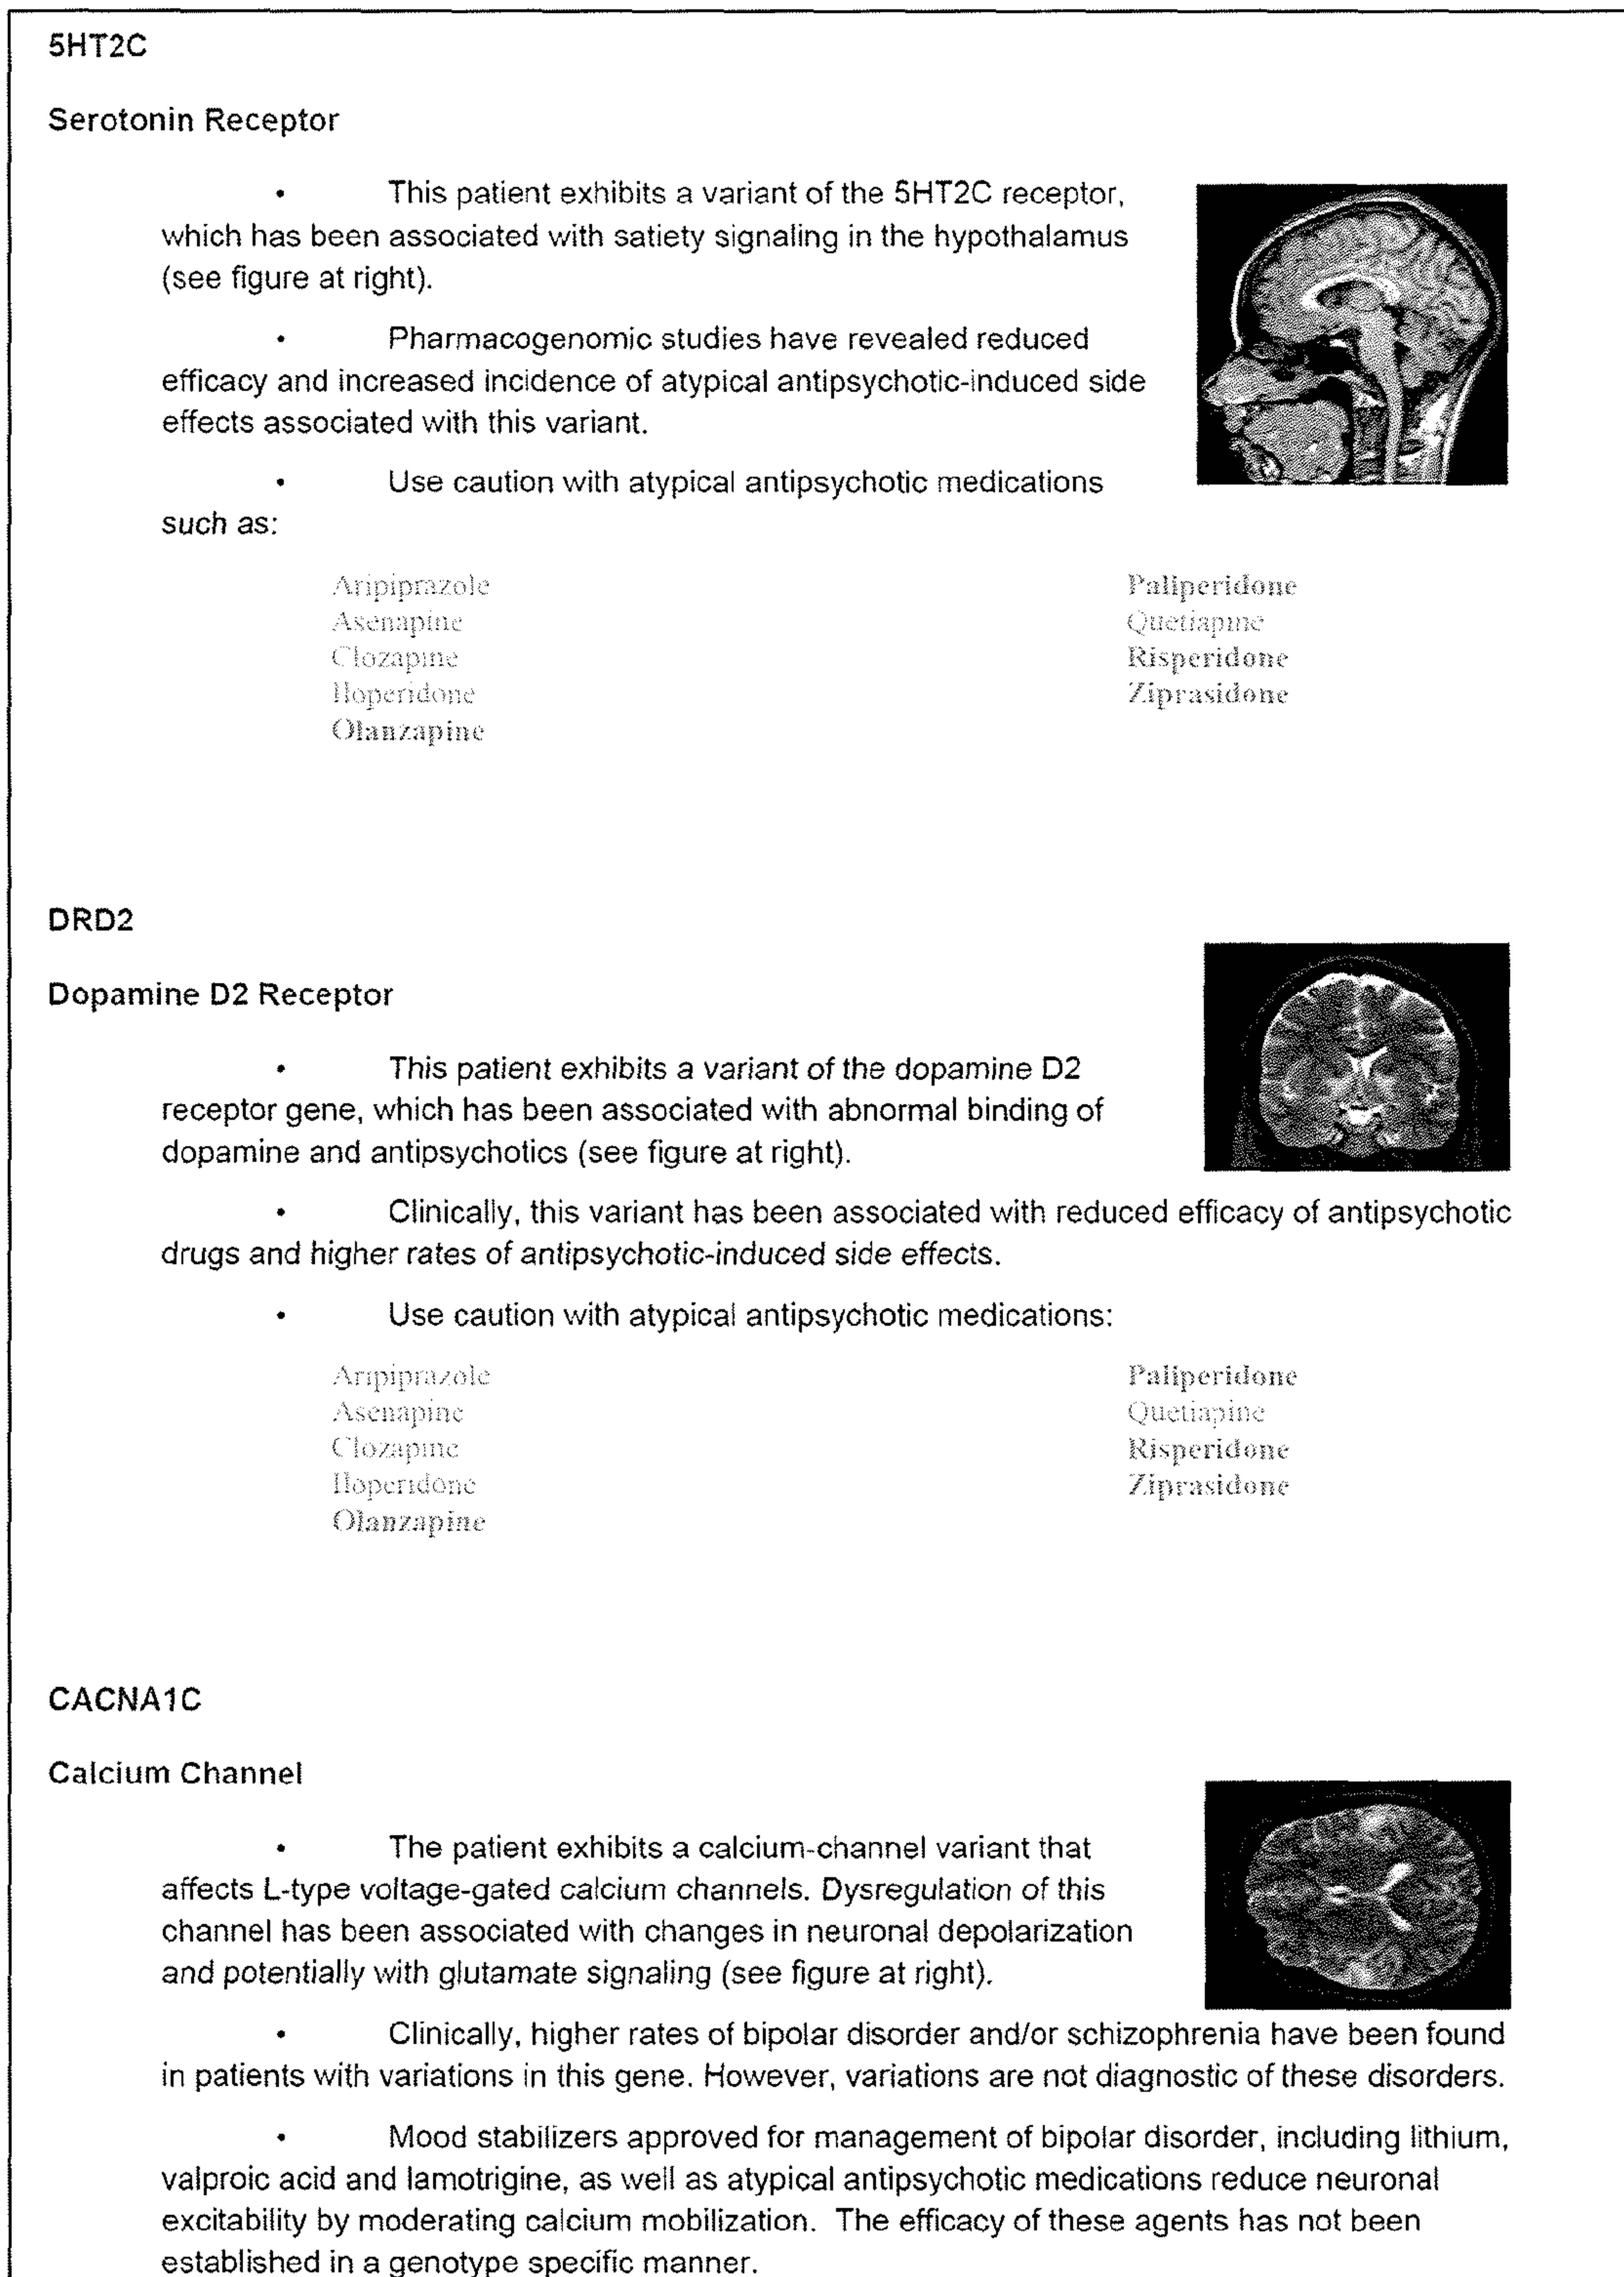 5HT2C
Serotonin Receptor
• This patient exhibits a variant of the 5HT2C receptor,
which has been associated with satiety signaling in the hypothalamus
(see figure at right).
• Pharmacogenomic studies have revealed reduced
efficacy and increased incidence of atypical antipsychotic-induced side
effects associated with this variant.
• Use caution with atypical antipsychotic medications
such as:
Aripiprazole
Asenapine
Clozapine
Iloperidone
Olanzapine
Paliperidone
Quetiapine
Risperidone
Ziprasidone
DRD2
Dopamine D2 Receptor
• This patient exhibits a variant of the dopamine D2
receptor gene, which has been associated with abnormal binding of
dopamine and antipsychotics (see figure at right).
• Clinically, this variant has been associated with reduced efficacy of antipsychotic
drugs and higher rates of antipsychotic-induced side effects.
• Use caution with atypical antipsychotic medications:
Aripiprazole
Asenapine
Clozapine
Iloperidone
Olanzapine
Paliperidone
Quetiapine
Risperidone
Ziprasidone
CACNA1C
Calcium Channel
• The patient exhibits a calcium-channel variant that
affects L-type voltage-gated calcium channels. Dysregulation of this
channel has been associated with changes in neuronal depolarization
and potentially with glutamate signaling (see figure at right).
• Clinically, higher rates of bipolar disorder and/or schizophrenia have been found
in patients with variations in this gene. However, variations are not diagnostic of these disorders.
• Mood stabilizers approved for management of bipolar disorder, including lithium,
valproic acid and lamotrigine, as well as atypical antipsychotic medications reduce neuronal
excitability by moderating calcium mobilization. The efficacy of these agents has not been
established in a genotype specific manner.